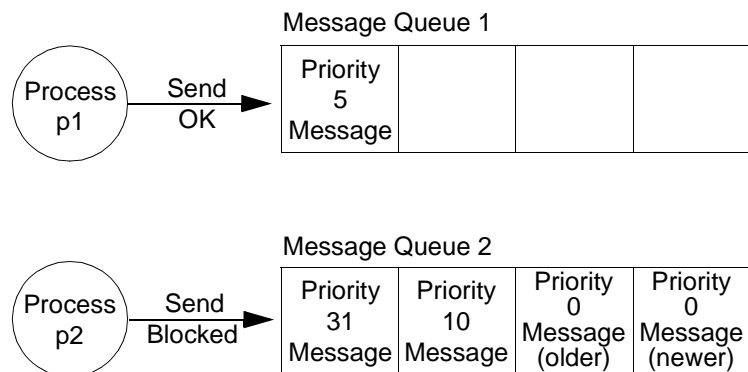 Message Queue 1
Process
p1
Send
OK
Priority
5
Message
Message Queue 2
Process
p2
Send
Blocked
Priority
31
Message
Priority
10
Message
Priority
0
Message
(older)
Priority
0
Message
(newer)